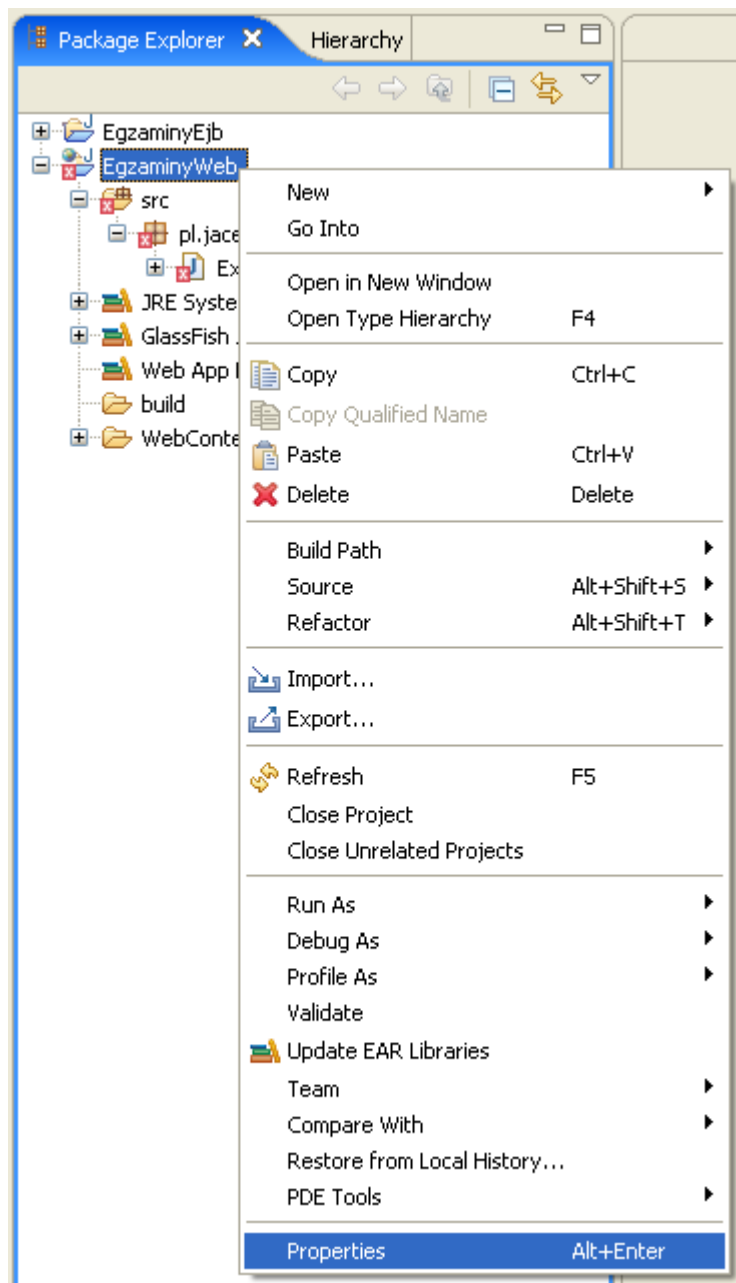 Package Explorer Hierarchy
EgzaminyEjb
EgzaminyWeb
src
pl.jace
Ex
JRE Syste
GlassFish
Web App
build
WebConte
New
Go Into
Open in New Window
Open Type Hierarchy F4
Copy Ctrl+C
Copy Qualified Name
Paste Ctrl+V
Delete Delete
Build Path
Source Alt+Shift+S
Refactor Alt+Shift+T
Import...
Export...
Refresh F5
Close Project
Close Unrelated Projects
Run As
Debug As
Profile As
Validate
Update EAR Libraries
Team
Compare With
Restore from Local History...
PDE Tools
Properties Alt+Enter